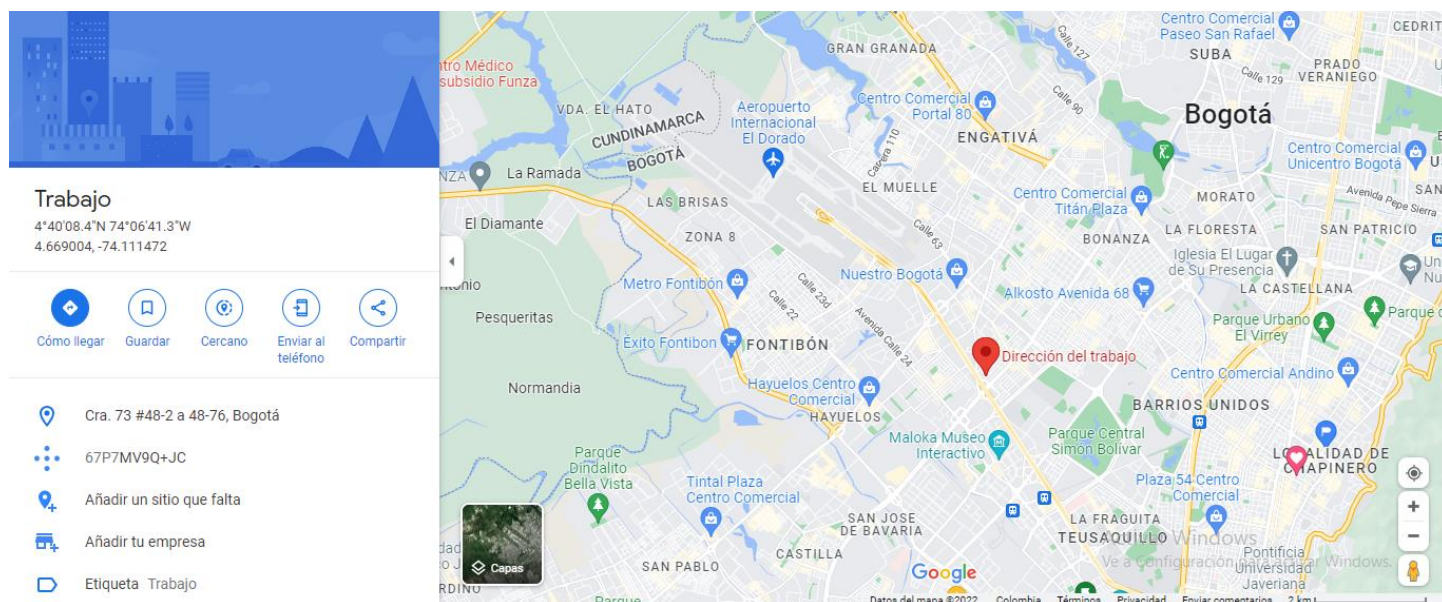 Trabajo
4°40'08.4"N 74°06'41.3"W
4.669004, -74.111472
Cómo llegar
Guardar
Cercano
Enviar al
teléfono
Compartir
Cra. 73 #48-2 a 48-76, Bogotá
67P7MV9Q+JC
Añadir un sitio que falta
Añadir tu empresa
Etiqueta Trabajo
Centro Comercial
Paseo San Rafael
CEDRIT
GRAN GRANADA
Calle 127
SUBA
PRADO
VERANIEGO
Calle 129
tro Médico
subsidio Funza
Calle 90
VDA. EL HATO
Aeropuerto
Internacional
El Dorado
Centro Comercial
Portal 80
Bogotá
CUNDINAMARCA
BOGOTÁ
ENGATIVÁ
Centro Comercial
Unicentro Bogotá
NZA
La Ramada
EL MUELLE
Centro Comercial
Titán Plaza
MORATO
Avenida Pepe Sierra
LAS BRISAS
El Diamante
ZONA 8
Calle 63
BONANZA
LA FLORESTA
SAN PATRICIO
Iglesia El Lugar
de Su Presencia
Nuestro Bogotá
Metro Fontibón
Calle 23d
Calle 22
Alkosto Avenida 68
LA CASTELLANA
Pesqueritas
Avenida Calle 24
Parque Urbano
El Virrey
Éxito Fontibon
FONTIBÓN
Dirección del trabajo
Normandia
Hayuelos Centro
Comercial
HAYUELOS
Centro Comercial Andino
BARRIOS UNIDOS
Maloka Museo
Interactivo
Parque Central
Simón Bolívar
Parque
Dindalito
Bella Vista
Tintal Plaza
Centro Comercial
Plaza 54 Centro
Comercial
SAN JOSE
DE BAVARIA
LA FRAGUITA
TEUSAQUILLO
CASTILLA
SAN PABLO
Pontificia
Universidad
Javeriana
Capas
Google
Datos del mapa ©2022 Colombia Términos Privacidad Enviar comentarios 2 km